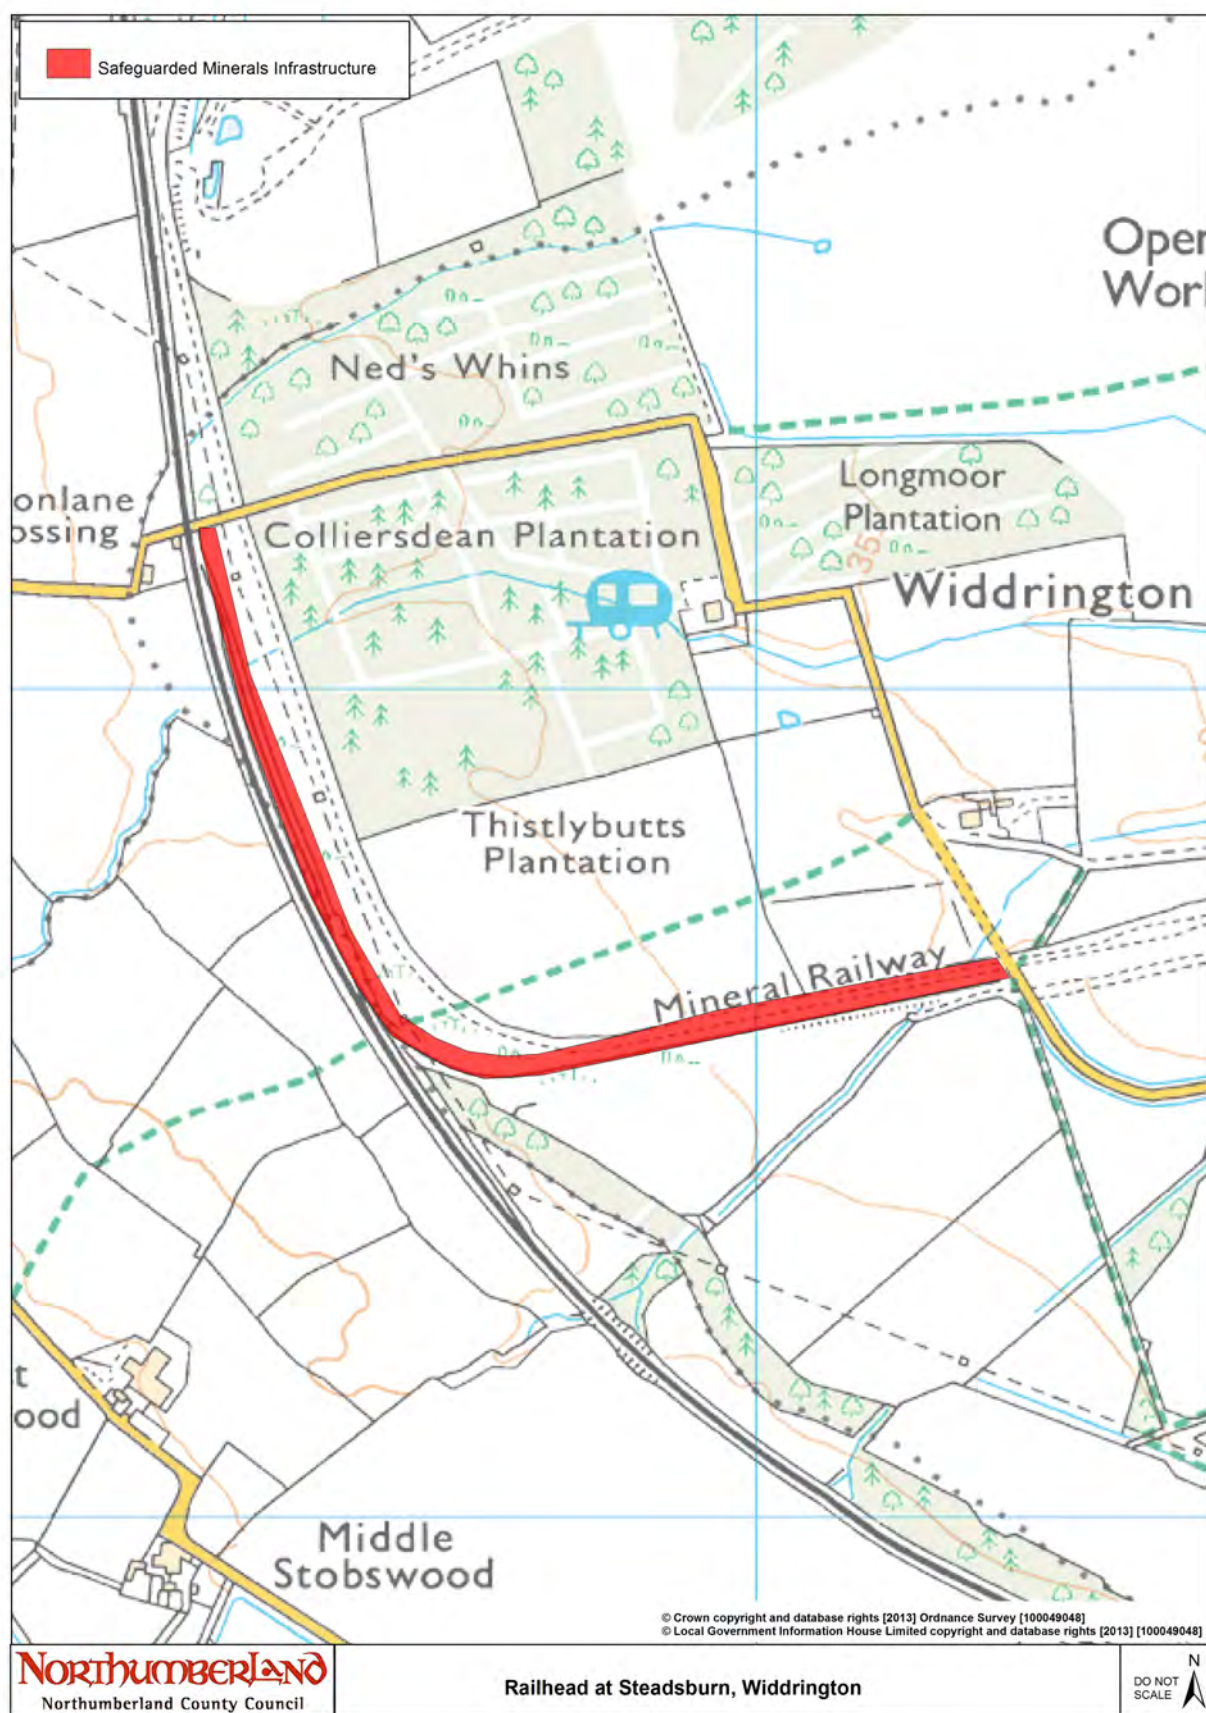 Safeguarded Minerals Infrastructure
Ned's Whins
onlane
ossing
Colliersdean Plantation
Longmoor
Plantation
35
Widdrington
Thistlybutts
Plantation
Mineral Railway
t
ood
Middle
Stobswood
© Crown copyright and database rights [2013] Ordnance Survey [100049048]
© Local Government Information House Limited copyright and database rights [2013] [100049048]
NORTHUMBERLAND
Northumberland County Council
Railhead at Steadsburn, Widdrington
DO NOT
SCALE
N